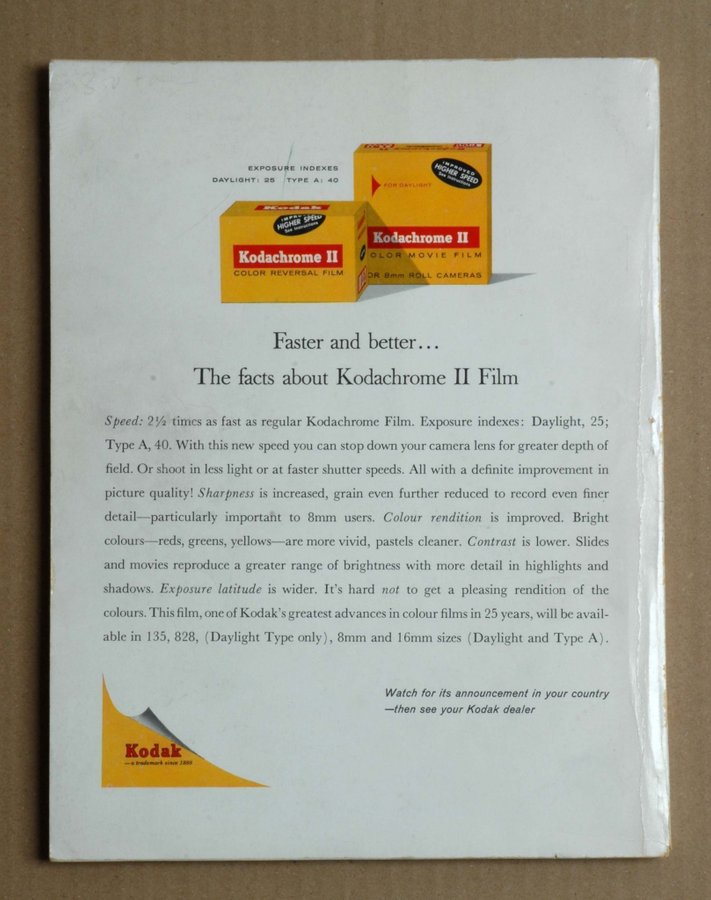 EXPOSURE INDEXES
DAYLIGHT: 25 TYPE A: 40
Kodak
IMPROVED
HIGHER SPEED
See instructions
Kodachrome II
COLOR REVERSAL FILM
IMPROVED
HIGHER SPEED
See instructions
FOR DAYLIGHT
Kodachrome II
OLOR MOVIE FILM
OR 8mm ROLL CAMERAS
Faster and better...
The facts about Kodachrome II Film
Speed: 2½ times as fast as regular Kodachrome Film. Exposure indexes: Daylight, 25;
Type A, 40. With this new speed you can stop down your camera lens for greater depth of
field. Or shoot in less light or at faster shutter speeds. All with a definite improvement in
picture quality! Sharpness is increased, grain even further reduced to record even finer
detail—particularly important to 8mm users. Colour rendition is improved. Bright
colours—reds, greens, yellows—are more vivid, pastels cleaner. Contrast is lower. Slides
and movies reproduce a greater range of brightness with more detail in highlights and
shadows. Exposure latitude is wider. It's hard not to get a pleasing rendition of the
colours. This film, one of Kodak's greatest advances in colour films in 25 years, will be avail-
able in 135, 828, (Daylight Type only), 8mm and 16mm sizes (Daylight and Type A).
Watch for its announcement in your country
—then see your Kodak dealer
Kodak
—a trademark since 1888